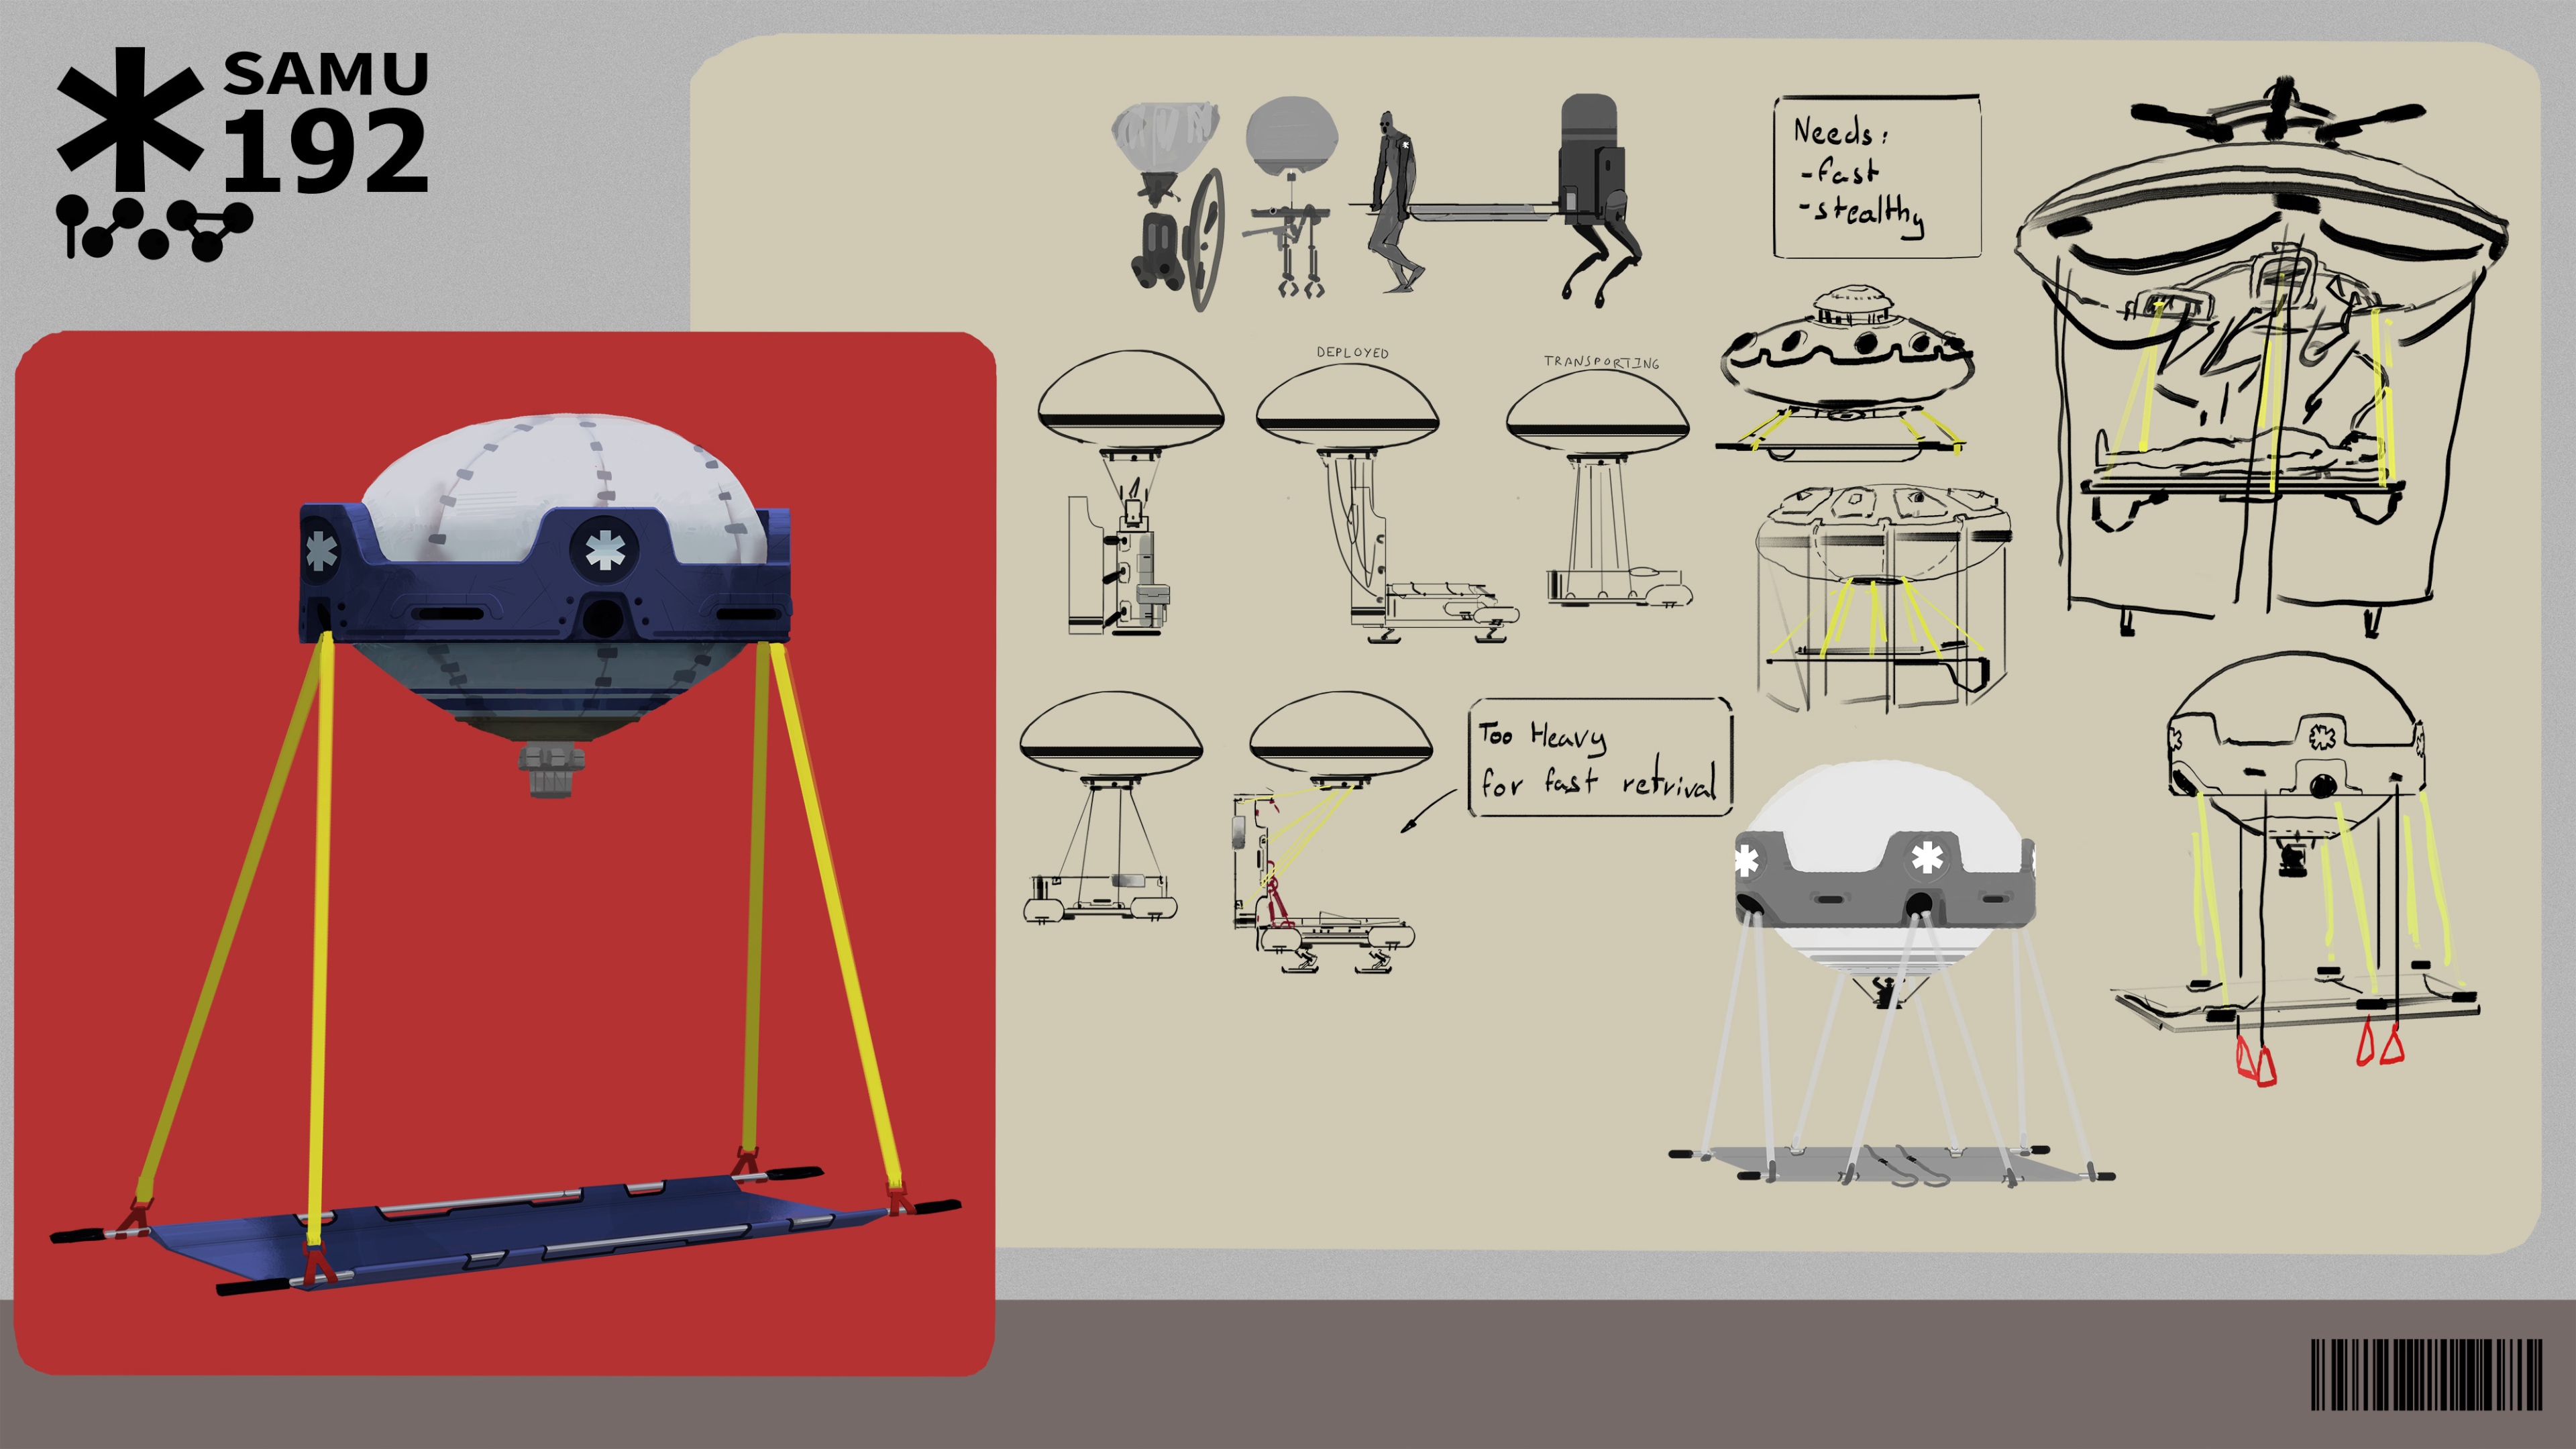 SAMU
192
Needs:
-fast
-stealthy
DEPLOYED
TRANSPORTING
Too Heavy
for fast retrival